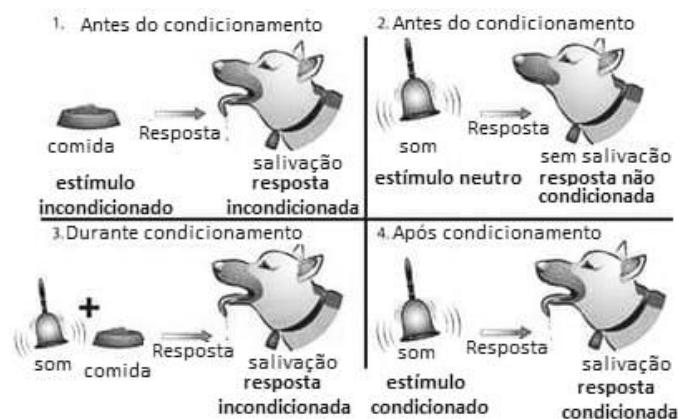 1. Antes do condicionamento
comida
Resposta
salivação
estímulo
incondicionado
resposta
incondicionada
2. Antes do condicionamento
som
Resposta
sem salivacão
estímulo neutro
resposta não
condicionada
3. Durante condicionamento
+
som
comida
Resposta
salivação
resposta
incondicionada
4. Após condicionamento
som
Resposta
salivação
estímulo
condicionado
resposta
condicionada